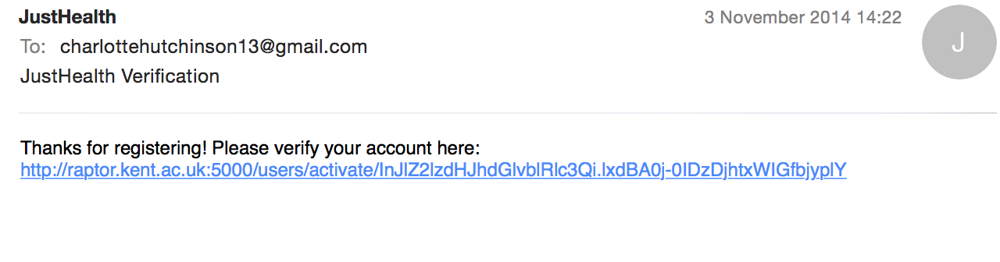 JustHealth
3 November 2014 14:22
J
To: charlottehutchinson13@gmail.com
JustHealth Verification
Thanks for registering! Please verify your account here:
http://raptor.kent.ac.uk:5000/users/activate/InJlZ2lzdHJhdGlvblRlc3Qi.lxdBA0j-0IDzDjhtxWIGfbjyplY